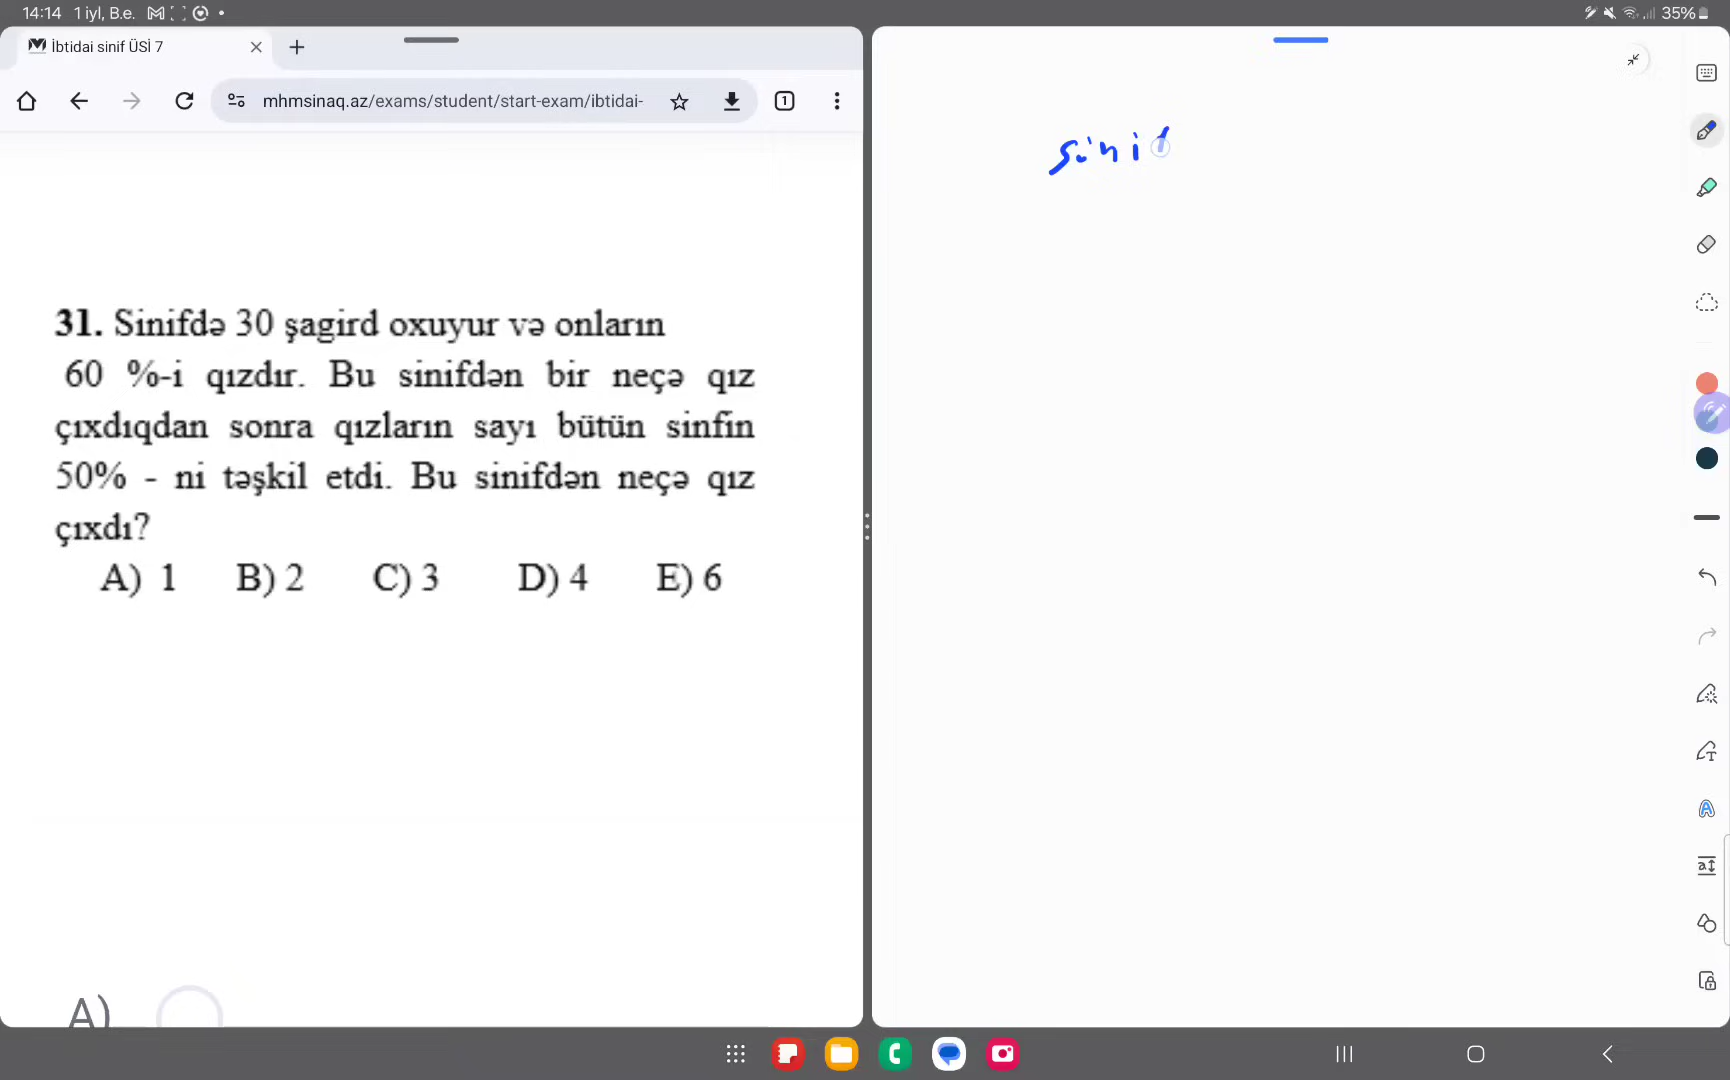 14:14 1 iyl, B.e.
35%
İbtidai sinif ÜSİ 7
mhmsinaq.az/exams/student/start-exam/ibtidai-
1
31. Sinifdə 30 şagird oxuyur və onların
60 %-i qızdır. Bu sinifdən bir neçə qız
çıxdıqdan sonra qızların sayı bütün sinfin
50% - ni təşkil etdi. Bu sinifdən neçə qız
çıxdı?
A) 1 B) 2 C) 3 D) 4 E) 6
A)